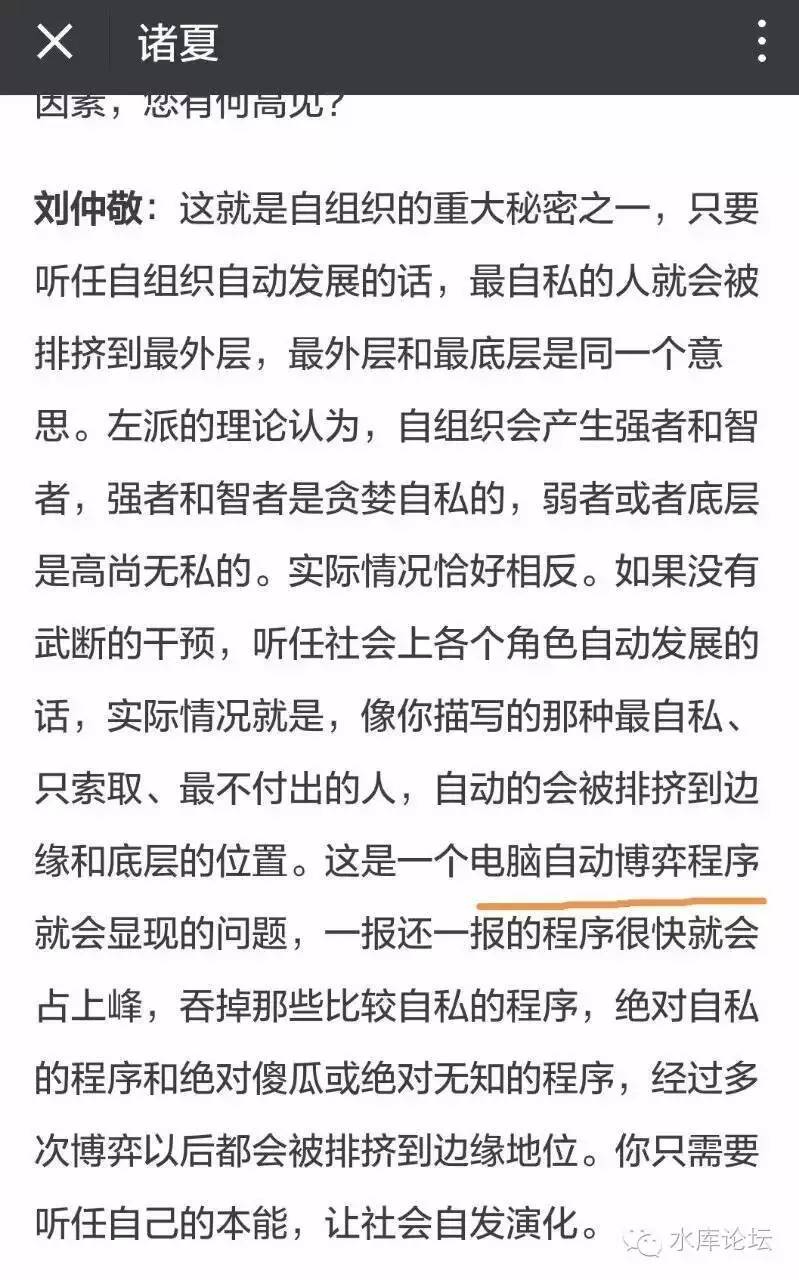 诸夏
因素，您有何高见？
刘仲敬：这就是自组织的重大秘密之一，只要
听任自组织自动发展的话，最自私的人就会被
排挤到最外层，最外层和最底层是同一个意
思。左派的理论认为，自组织会产生强者和智
者，强者和智者是贪婪自私的，弱者或者底层
是高尚无私的。实际情况恰好相反。如果没有
武断的干预，听任社会上各个角色自动发展的
话，实际情况就是，像你描写的那种最自私、
只索取、最不付出的人，自动的会被排挤到边
缘和底层的位置。这是一个电脑自动博弈程序
就会显现的问题，一报还一报的程序很快就会
占上峰，吞掉那些比较自私的程序，绝对自私
的程序和绝对傻瓜或绝对无知的程序，经过多
次博弈以后都会被排挤到边缘地位。你只需要
听任自己的本能，让社会自发演化。
水库论坛